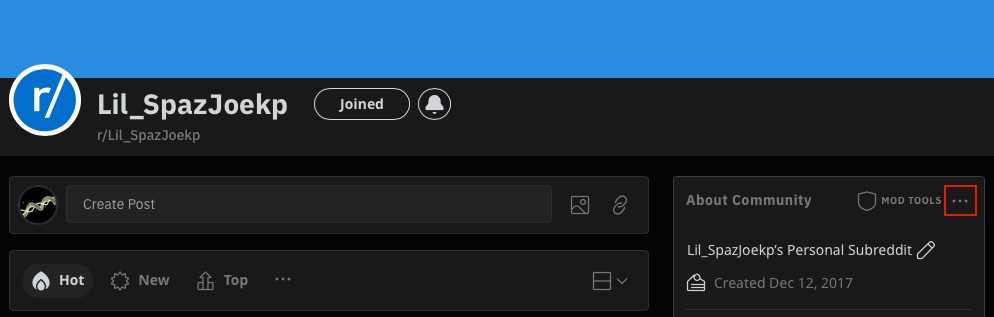 r/
Lil_SpazJoekp
Joined
r/Lil_SpazJoekp
Create Post
About Community
MOD TOOLS
Lil_SpazJoekp’s Personal Subreddit
Hot
New
Top
Created Dec 12, 2017